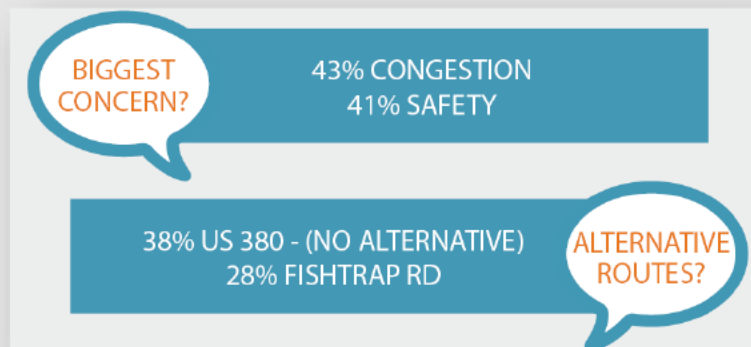 BIGGEST
CONCERN?
43% CONGESTION
41% SAFETY
38% US 380 - (NO ALTERNATIVE)
28% FISHTRAP RD
ALTERNATIVE
ROUTES?